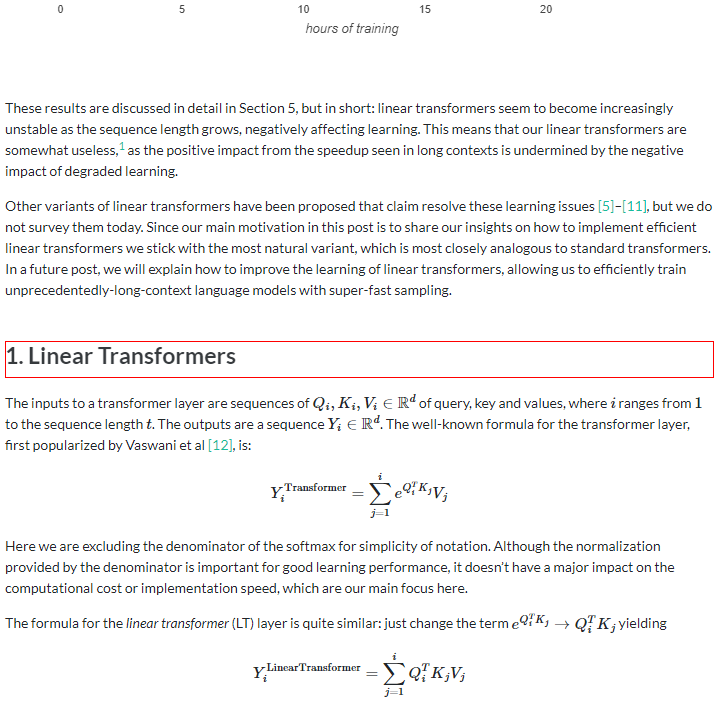 0 5 10 15 20
hours of training
These results are discussed in detail in Section 5, but in short: linear transformers seem to become increasingly
unstable as the sequence length grows, negatively affecting learning. This means that our linear transformers are
somewhat useless,¹ as the positive impact from the speedup seen in long contexts is undermined by the negative
impact of degraded learning.
Other variants of linear transformers have been proposed that claim resolve these learning issues [5]–[11], but we do
not survey them today. Since our main motivation in this post is to share our insights on how to implement efficient
linear transformers we stick with the most natural variant, which is most closely analogous to standard transformers.
In a future post, we will explain how to improve the learning of linear transformers, allowing us to efficiently train
unprecedentedly-long-context language models with super-fast sampling.
1. Linear Transformers
The inputs to a transformer layer are sequences of $Q_i, K_i, V_i \in \mathbb{R}^d$ of query, key and values, where $i$ ranges from 1
to the sequence length $t$. The outputs are a sequence $Y_i \in \mathbb{R}^d$. The well-known formula for the transformer layer,
first popularized by Vaswani et al [12], is:
$Y_i^{\text{Transformer}} = \sum_{j=1}^{i} e^{Q_i^T K_j} V_j$
Here we are excluding the denominator of the softmax for simplicity of notation. Although the normalization
provided by the denominator is important for good learning performance, it doesn't have a major impact on the
computational cost or implementation speed, which are our main focus here.
The formula for the linear transformer (LT) layer is quite similar: just change the term $e^{Q_i^T K_j} \to Q_i^T K_j$ yielding
$Y_i^{\text{LinearTransformer}} = \sum_{j=1}^{i} Q_i^T K_j V_j$